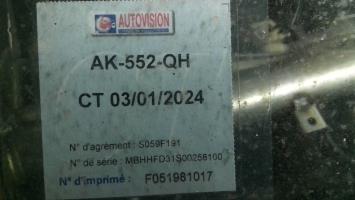 AUTOVISION
AK-552-QH
CT 03/01/2024
N° d'agrément : S059F191
N° de série : MBHHFD31S00258100
N° d'imprimé : F051981017